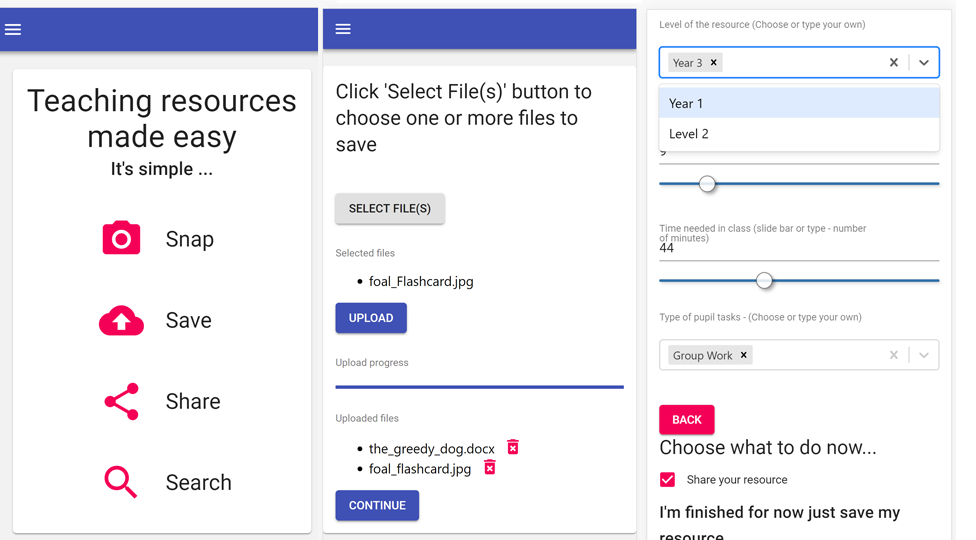 Teaching resources
made easy
It's simple ...
Snap
Save
Share
Search
Click 'Select File(s)' button to
choose one or more files to
save
SELECT FILE(S)
Selected files
foal_Flashcard.jpg
UPLOAD
Upload progress
Uploaded files
the_greedy_dog.docx
foal_flashcard.jpg
CONTINUE
Level of the resource (Choose or type your own)
Year 3
Year 1
Level 2
9
Time needed in class (slide bar or type - number
of minutes)
44
Type of pupil tasks - (Choose or type your own)
Group Work
BACK
Choose what to do now...
Share your resource
I'm finished for now just save my
resource